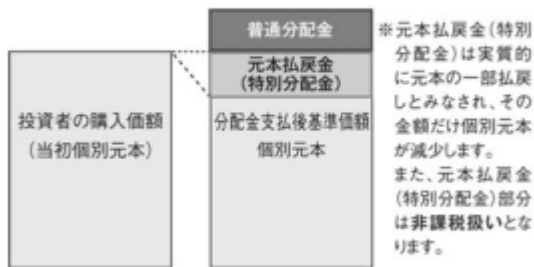 普通分配金
元本払戻金
(特別分配金)
投資者の購入価額
(当初個別元本)
分配金支払後基準価額
個別元本
※元本払戻金(特別
分配金)は実質的
に元本の一部払戻
しとみなされ、その
金額だけ個別元本
が減少します。
また、元本払戻金
(特別分配金)部分
は非課税扱いとな
ります。